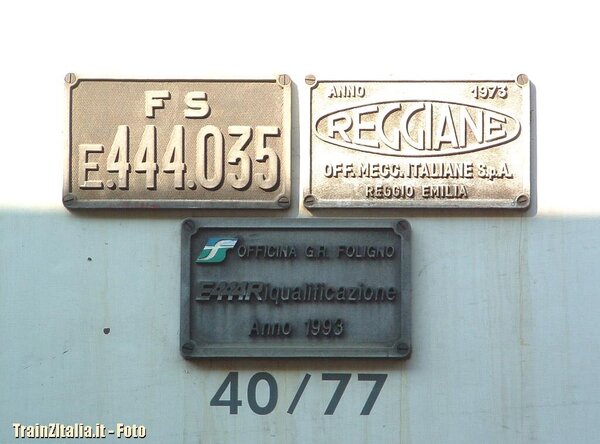 FS
E.444.035
ANNO 1973
REGGIANE
OFF. MECC. ITALIANE S.p.A.
REGGIO EMILIA
OFFICINA G.R. FOLIGNO
E444Riqualificazione
Anno 1993
40/77
TrainZItalia.it - Foto